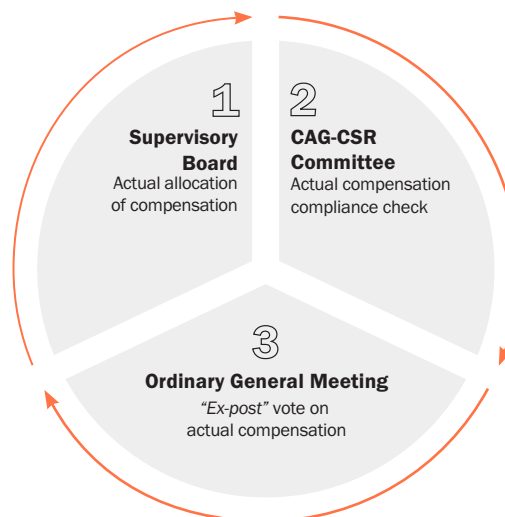 1
Supervisory
Board
Actual allocation
of compensation
2
CAG-CSR
Committee
Actual compensation
compliance check
3
Ordinary General Meeting
“Ex-post” vote on
actual compensation